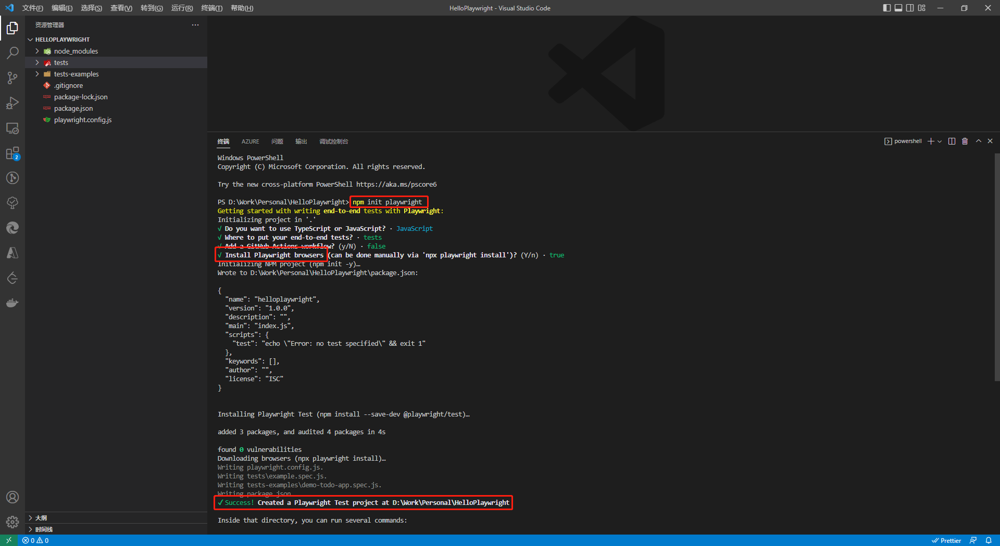 文件(F) 编辑(E) 选择(S) 查看(V) 转到(G) 运行(R) 终端(T) 帮助(H) HelloPlaywright - Visual Studio Code
资源管理器 ...
HELLOPLAYWRIGHT
node_modules
tests
tests-examples
.gitignore
package-lock.json
package.json
playwright.config.js
2
大纲
时间线
终端 AZURE 问题 输出 调试控制台 powershell
Windows PowerShell
Copyright (C) Microsoft Corporation. All rights reserved.
Try the new cross-platform PowerShell https://aka.ms/pscore6
PS D:\Work\Personal\HelloPlaywright> npm init playwright
Getting started with writing end-to-end tests with Playwright:
Initializing project in '.'
√ Do you want to use TypeScript or JavaScript? · JavaScript
√ Where to put your end-to-end tests? · tests
√ Add a GitHub Actions workflow? (y/N) · false
√ Install Playwright browsers (can be done manually via 'npx playwright install')? (Y/n) · true
Initializing NPM project (npm init -y)…
Wrote to D:\Work\Personal\HelloPlaywright\package.json:
{
"name": "helloplaywright",
"version": "1.0.0",
"description": "",
"main": "index.js",
"scripts": {
"test": "echo \"Error: no test specified\" && exit 1"
},
"keywords": [],
"author": "",
"license": "ISC"
}
Installing Playwright Test (npm install --save-dev @playwright/test)…
added 3 packages, and audited 4 packages in 4s
found 0 vulnerabilities
Downloading browsers (npx playwright install)…
Writing playwright.config.js.
Writing tests\example.spec.js.
Writing tests-examples\demo-todo-app.spec.js.
Writing package.json.
✓ Success! Created a Playwright Test project at D:\Work\Personal\HelloPlaywright
Inside that directory, you can run several commands:
0 0 Prettier